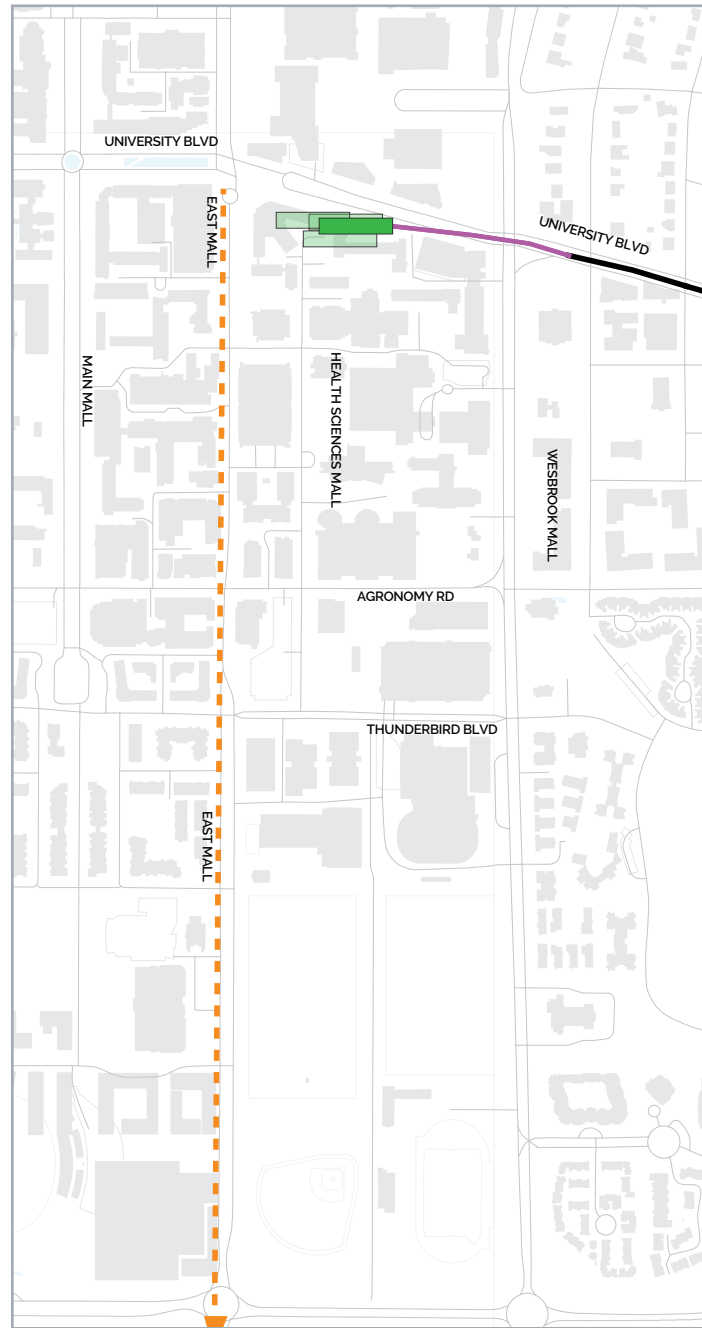 UNIVERSITY BLVD
EAST MALL
UNIVERSITY BLVD
MAIN MALL
HEALTH SCIENCES MALL
WESBROOK MALL
AGRONOMY RD
THUNDERBIRD BLVD
EAST MALL